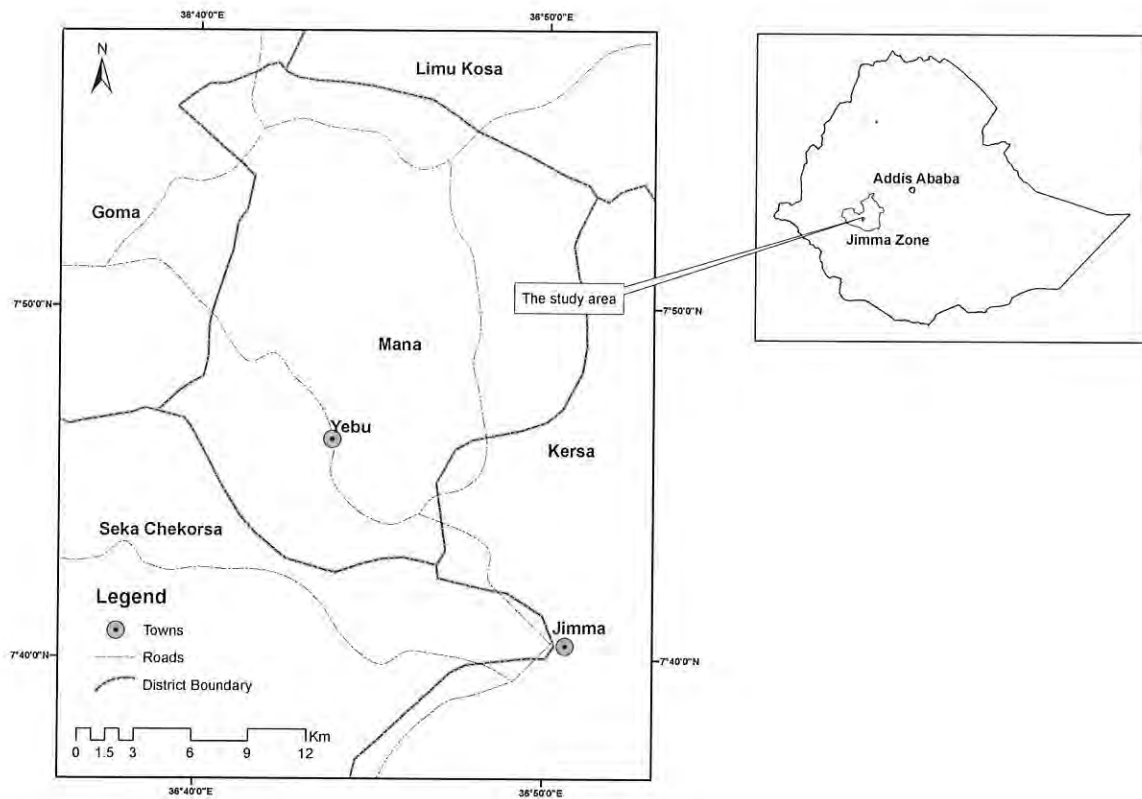 36°40'0"E
36°50'0"E
N
Limu Kosa
Goma
Addis Ababa
Jimma Zone
The study area
7°50'0"N
7°50'0"N
Mana
Yebu
Kersa
Seka Chekorsa
Legend
Towns
Roads
District Boundary
Jimma
7°40'0"N
7°40'0"N
Km
0 1.5 3 6 9 12
36°40'0"E
36°50'0"E